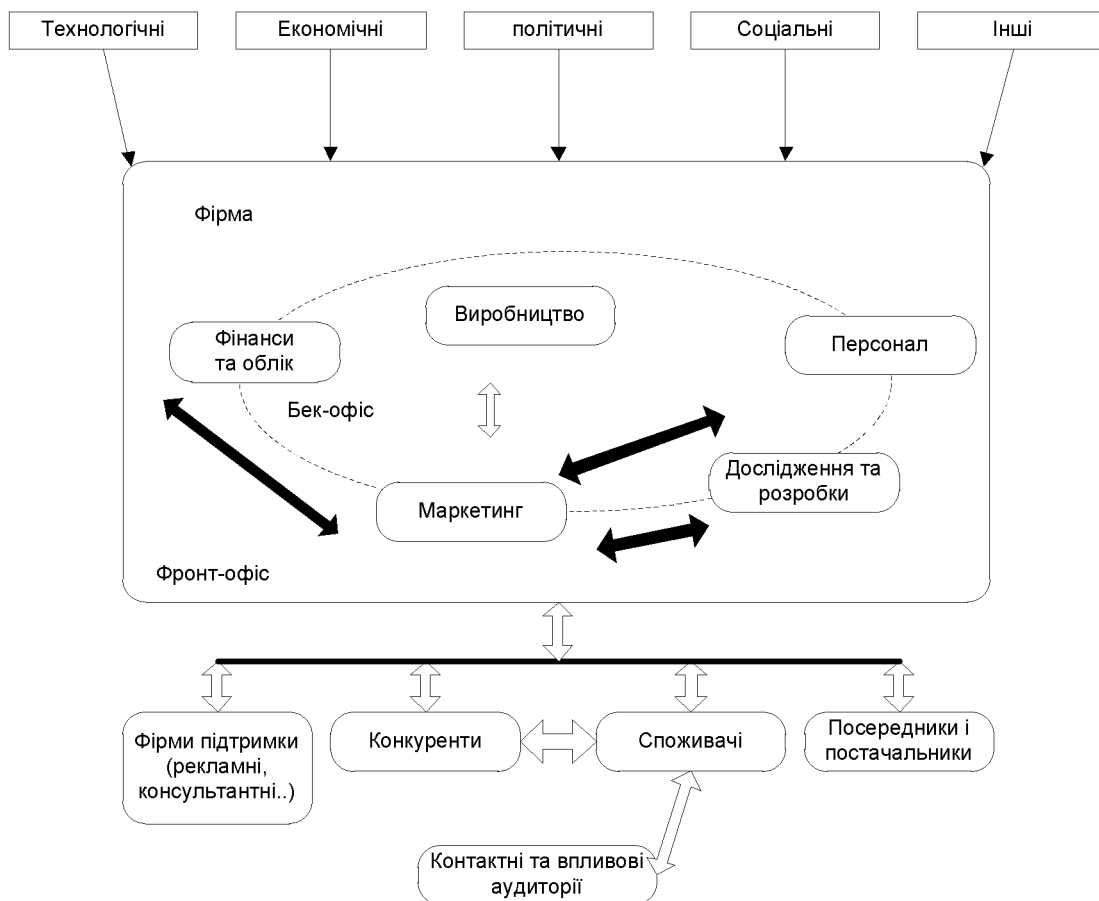 Технологічні
Економічні
політичні
Соціальні
Інші
Фірма
Виробництво
Фінанси
та облік
Персонал
Бек-офіс
Маркетинг
Дослідження та
розробки
Фронт-офіс
Фірми підтримки
(рекламні,
консультантні..)
Конкуренти
Споживачі
Посередники і
постачальники
Контактні та впливові
аудиторії